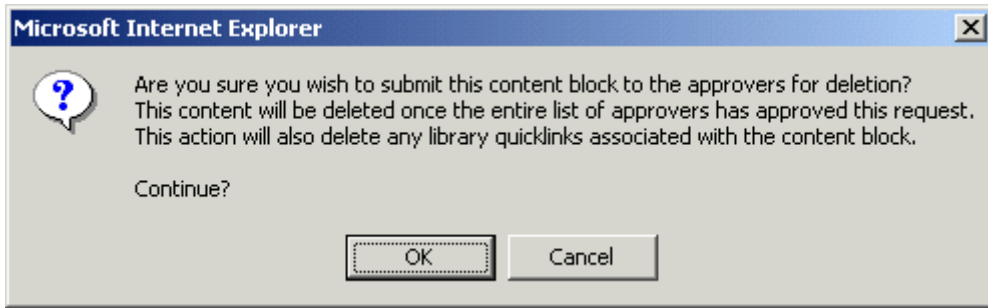 Microsoft Internet Explorer
Are you sure you wish to submit this content block to the approvers for deletion?
This content will be deleted once the entire list of approvers has approved this request.
This action will also delete any library quicklinks associated with the content block.
Continue?
OK
Cancel